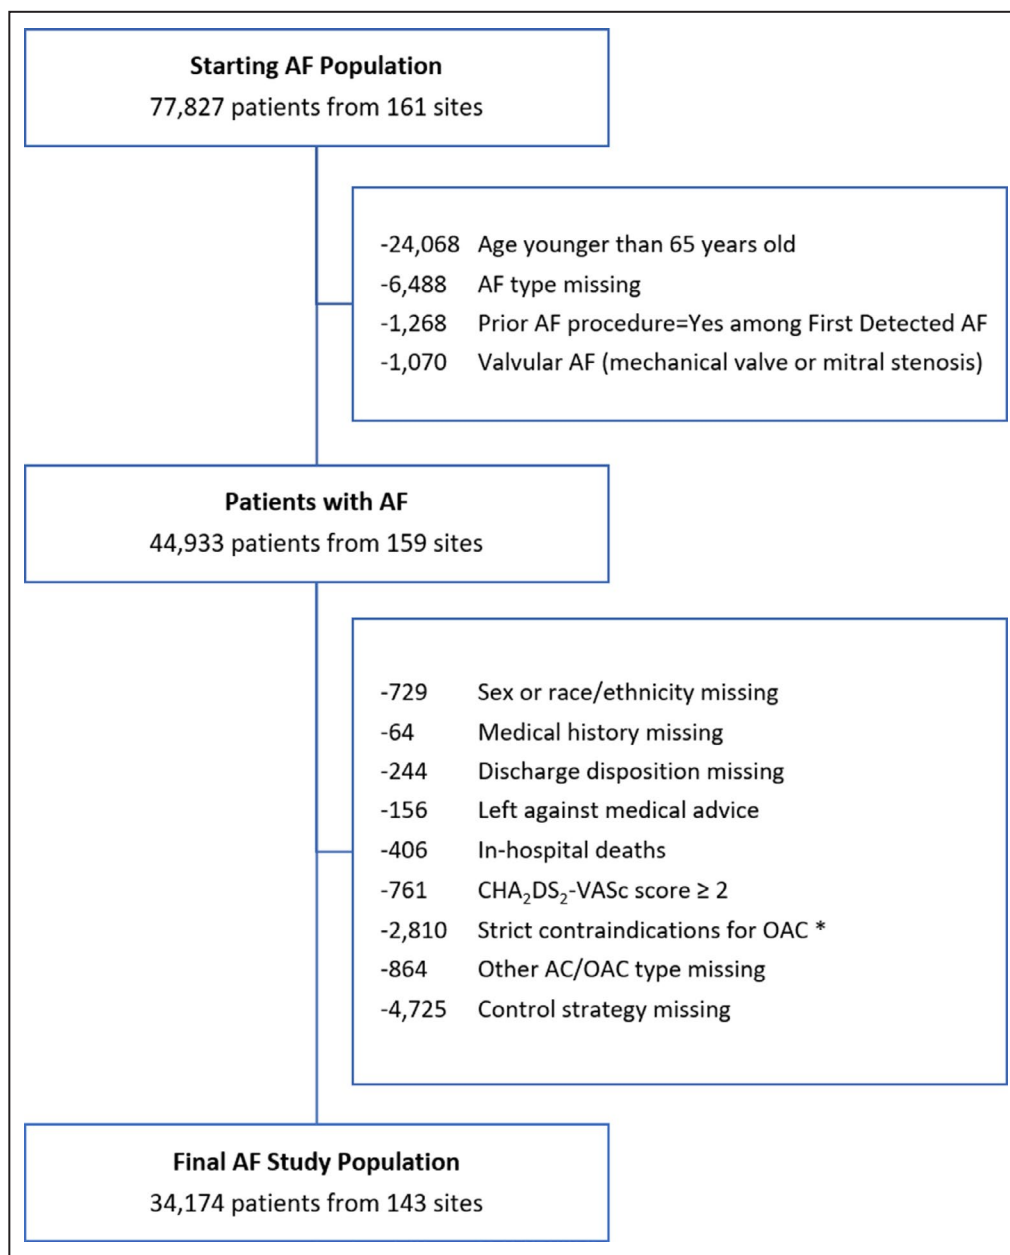 Starting AF Population
77,827 patients from 161 sites
-24,068 Age younger than 65 years old
-6,488 AF type missing
-1,268 Prior AF procedure=Yes among First Detected AF
-1,070 Valvular AF (mechanical valve or mitral stenosis)
Patients with AF
44,933 patients from 159 sites
-729 Sex or race/ethnicity missing
-64 Medical history missing
-244 Discharge disposition missing
-156 Left against medical advice
-406 In-hospital deaths
-761 CHA₂DS₂-VASc score ≥ 2
-2,810 Strict contraindications for OAC *
-864 Other AC/OAC type missing
-4,725 Control strategy missing
Final AF Study Population
34,174 patients from 143 sites